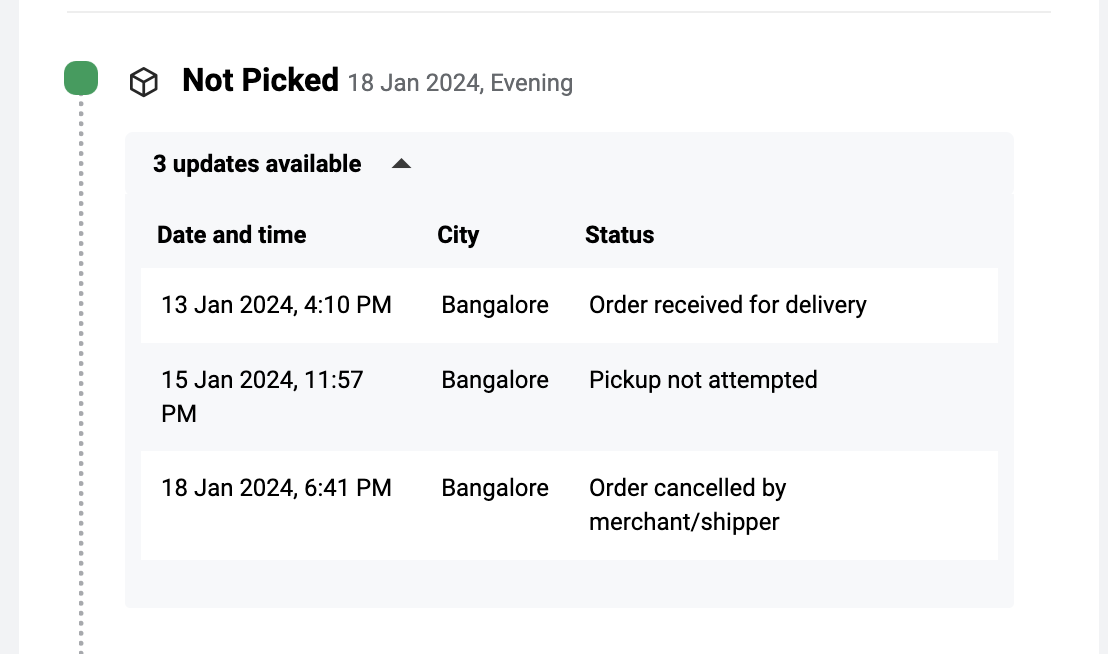 Not Picked 18 Jan 2024, Evening
3 updates available
Date and time City Status
13 Jan 2024, 4:10 PM Bangalore Order received for delivery
15 Jan 2024, 11:57 Bangalore Pickup not attempted
PM
18 Jan 2024, 6:41 PM Bangalore Order cancelled by
merchant/shipper